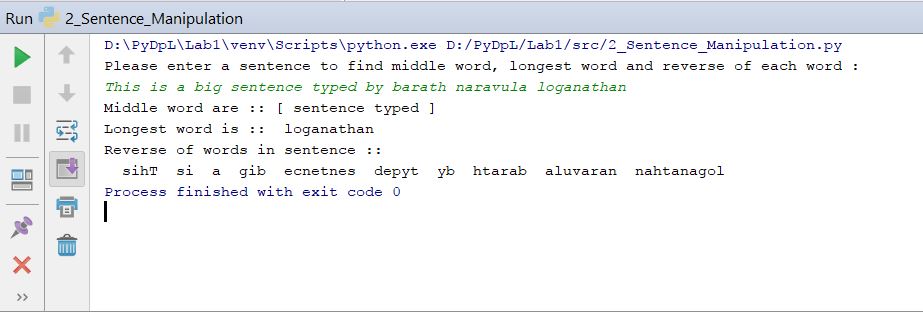 Run 2_Sentence_Manipulation
D:\PyDpL\Lab1\venv\Scripts\python.exe D:/PyDpL/Lab1/src/2_Sentence_Manipulation.py
Please enter a sentence to find middle word, longest word and reverse of each word :
This is a big sentence typed by barath naravula loganathan
Middle word are :: [ sentence typed ]
Longest word is ::  loganathan
Reverse of words in sentence ::
  sihT  si  a  gib  ecnetnes  depyt  yb  htarab  aluvaran  nahtanagol
Process finished with exit code 0